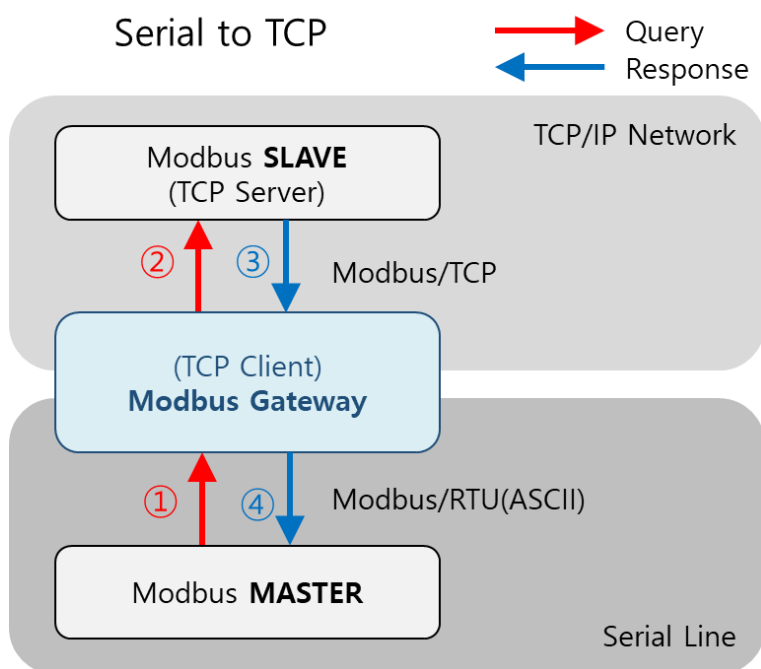 Serial to TCP
Query
Response
TCP/IP Network
Modbus SLAVE
(TCP Server)
②
③
Modbus/TCP
(TCP Client)
Modbus Gateway
①
④
Modbus/RTU(ASCII)
Modbus MASTER
Serial Line